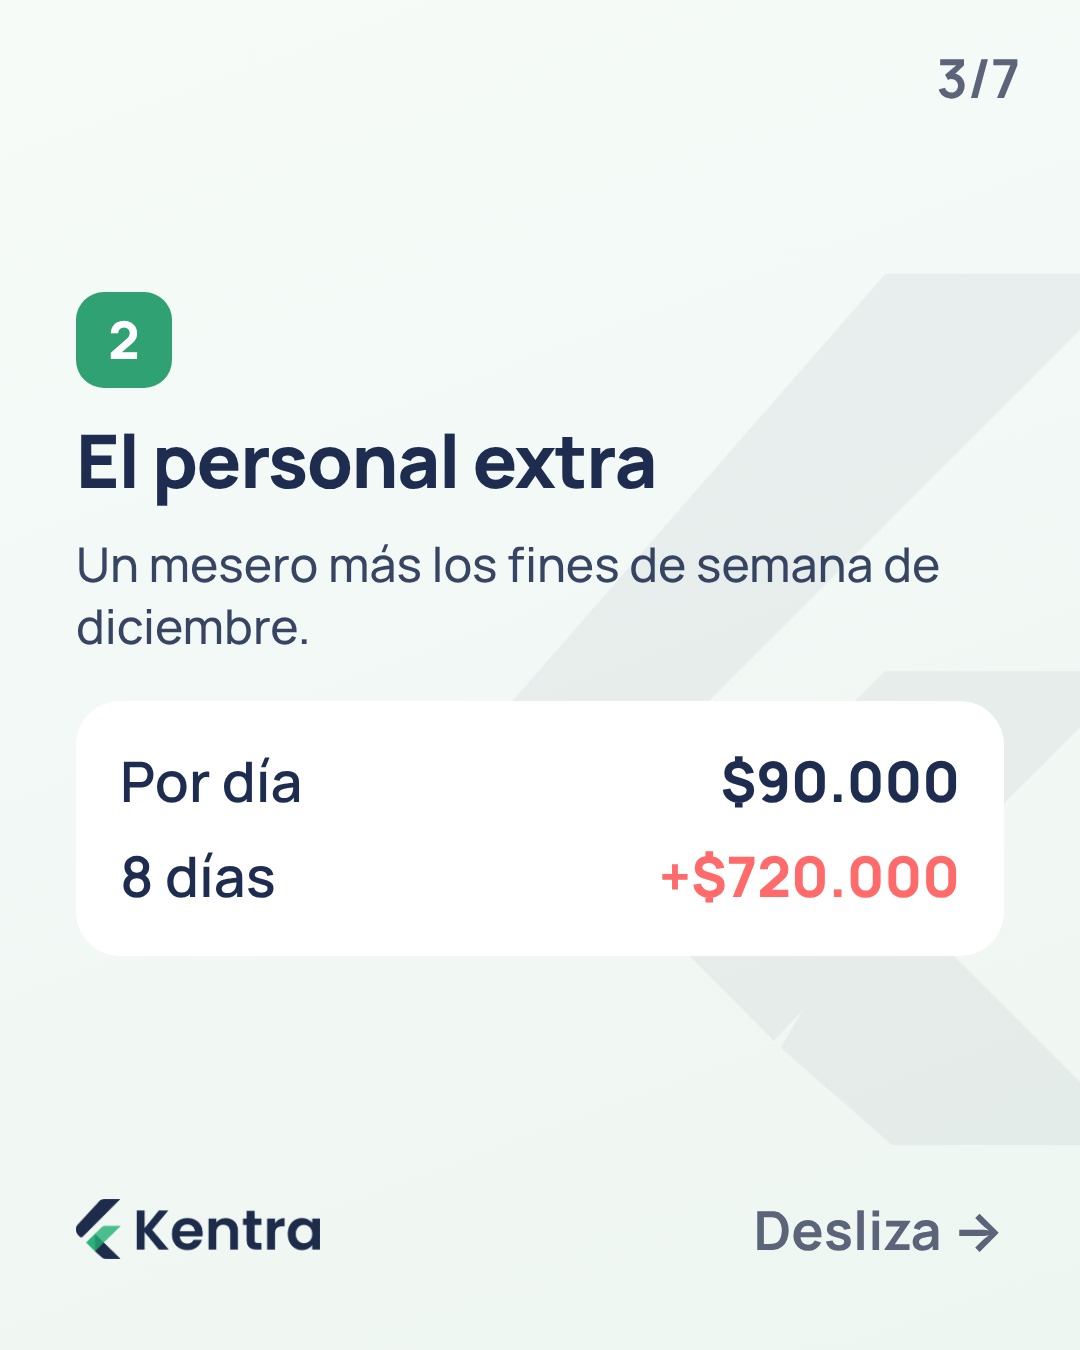 3/7
2
El personal extra
Un mesero más los fines de semana de
diciembre.
Por día $90.000
8 días +$720.000
Kentra
Desliza →